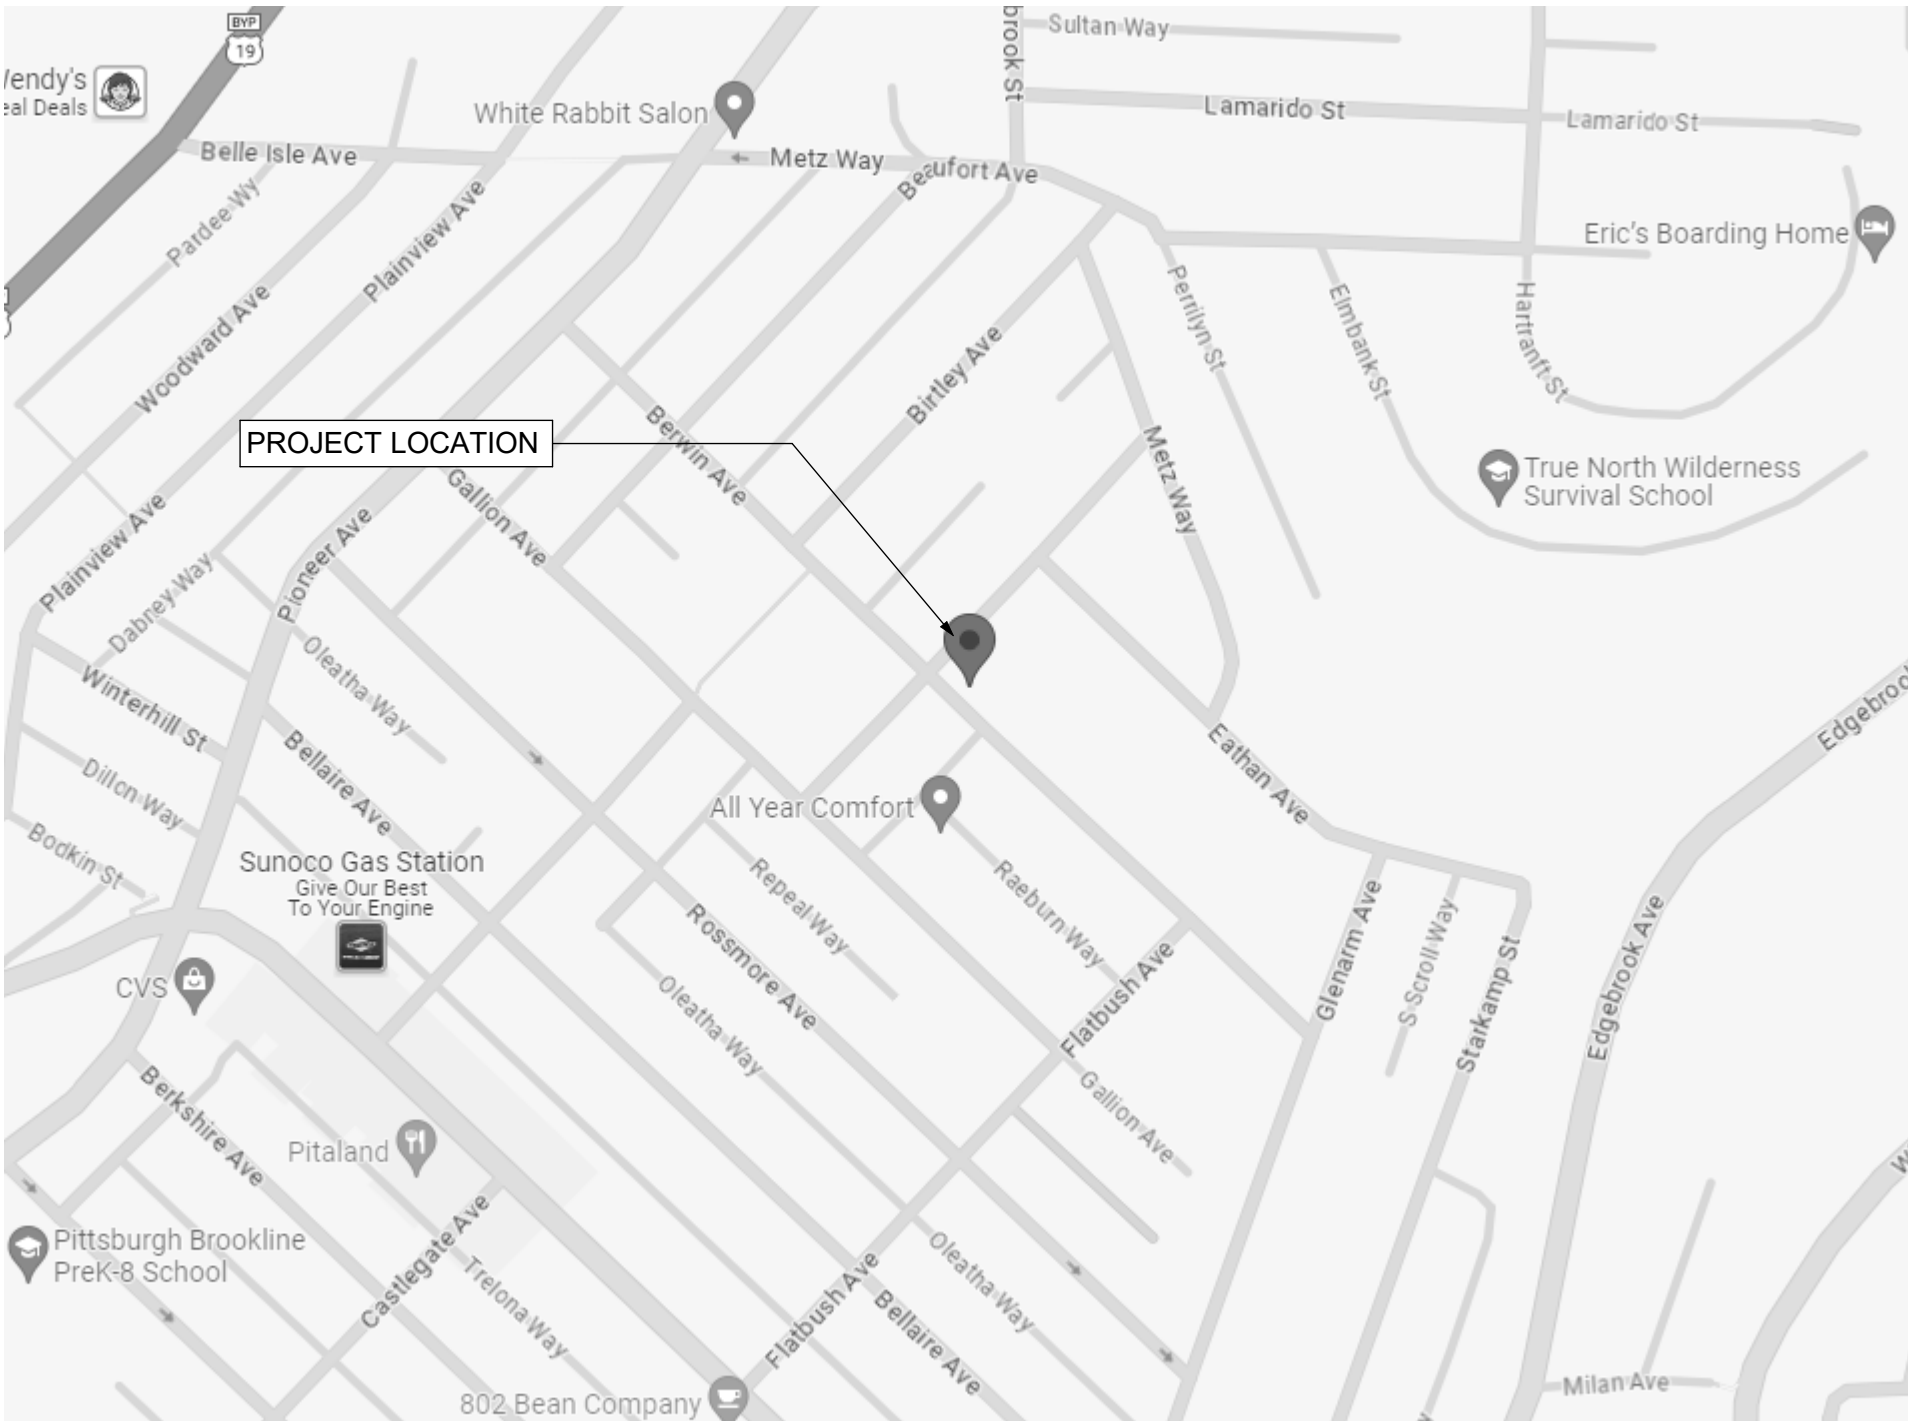 BYP
19
Wendy's
eal Deals
White Rabbit Salon
brook St
Sultan Way
Lamarido St
Lamarido St
Belle Isle Ave
Metz Way
Beaufort Ave
Pardee Wy
Plainview Ave
Eric's Boarding Home
Woodward Ave
Perrilyn St
Elmbank St
Hartranft St
Birtley Ave
PROJECT LOCATION
Berwin Ave
Metz Way
True North Wilderness
Survival School
Gallion Ave
Plainview Ave
Pioneer Ave
Dabney Way
Oleatha Way
Winterhill St
Edgebroo
Bellaire Ave
Eathan Ave
Dillon Way
All Year Comfort
Bodkin St
Sunoco Gas Station
Give Our Best
To Your Engine
Repeal Way
Raeburn Way
Rossmore Ave
Glenarm Ave
S Scroll Way
Starkamp St
Edgebrook Ave
CVS
Oleatha Way
Flatbush Ave
Berkshire Ave
Gallion Ave
Pitaland
W
Castlegate Ave
Pittsburgh Brookline
PreK-8 School
Trelona Way
Flatbush Ave
Oleatha Way
Bellaire Ave
802 Bean Company
Milan Ave